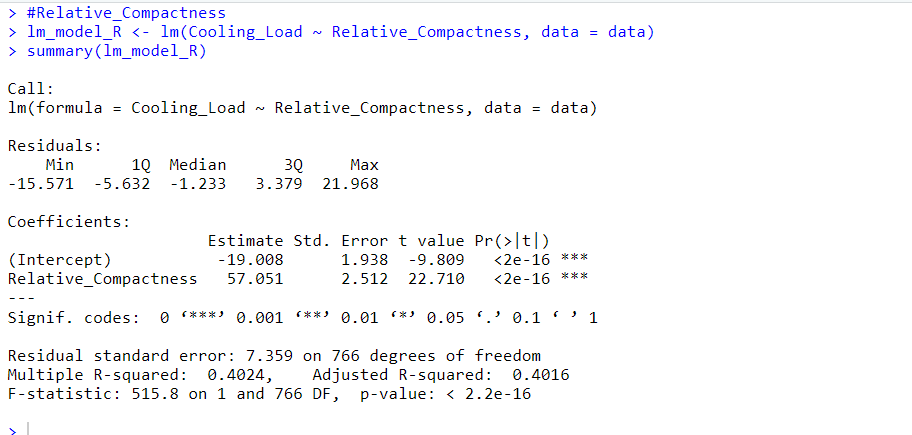 > #Relative_Compactness
> lm_model_R <- lm(Cooling_Load ~ Relative_Compactness, data = data)
> summary(lm_model_R)
Call:
lm(formula = Cooling_Load ~ Relative_Compactness, data = data)
Residuals:
    Min      1Q  Median      3Q     Max
-15.571  -5.632  -1.233   3.379  21.968
Coefficients:
                     Estimate Std. Error t value Pr(>|t|)
(Intercept)           -19.008      1.938  -9.809   <2e-16 ***
Relative_Compactness   57.051      2.512  22.710   <2e-16 ***
---
Signif. codes:  0 ‘***’ 0.001 ‘**’ 0.01 ‘*’ 0.05 ‘.’ 0.1 ‘ ’ 1
Residual standard error: 7.359 on 766 degrees of freedom
Multiple R-squared:  0.4024,    Adjusted R-squared:  0.4016
F-statistic: 515.8 on 1 and 766 DF,  p-value: < 2.2e-16
>